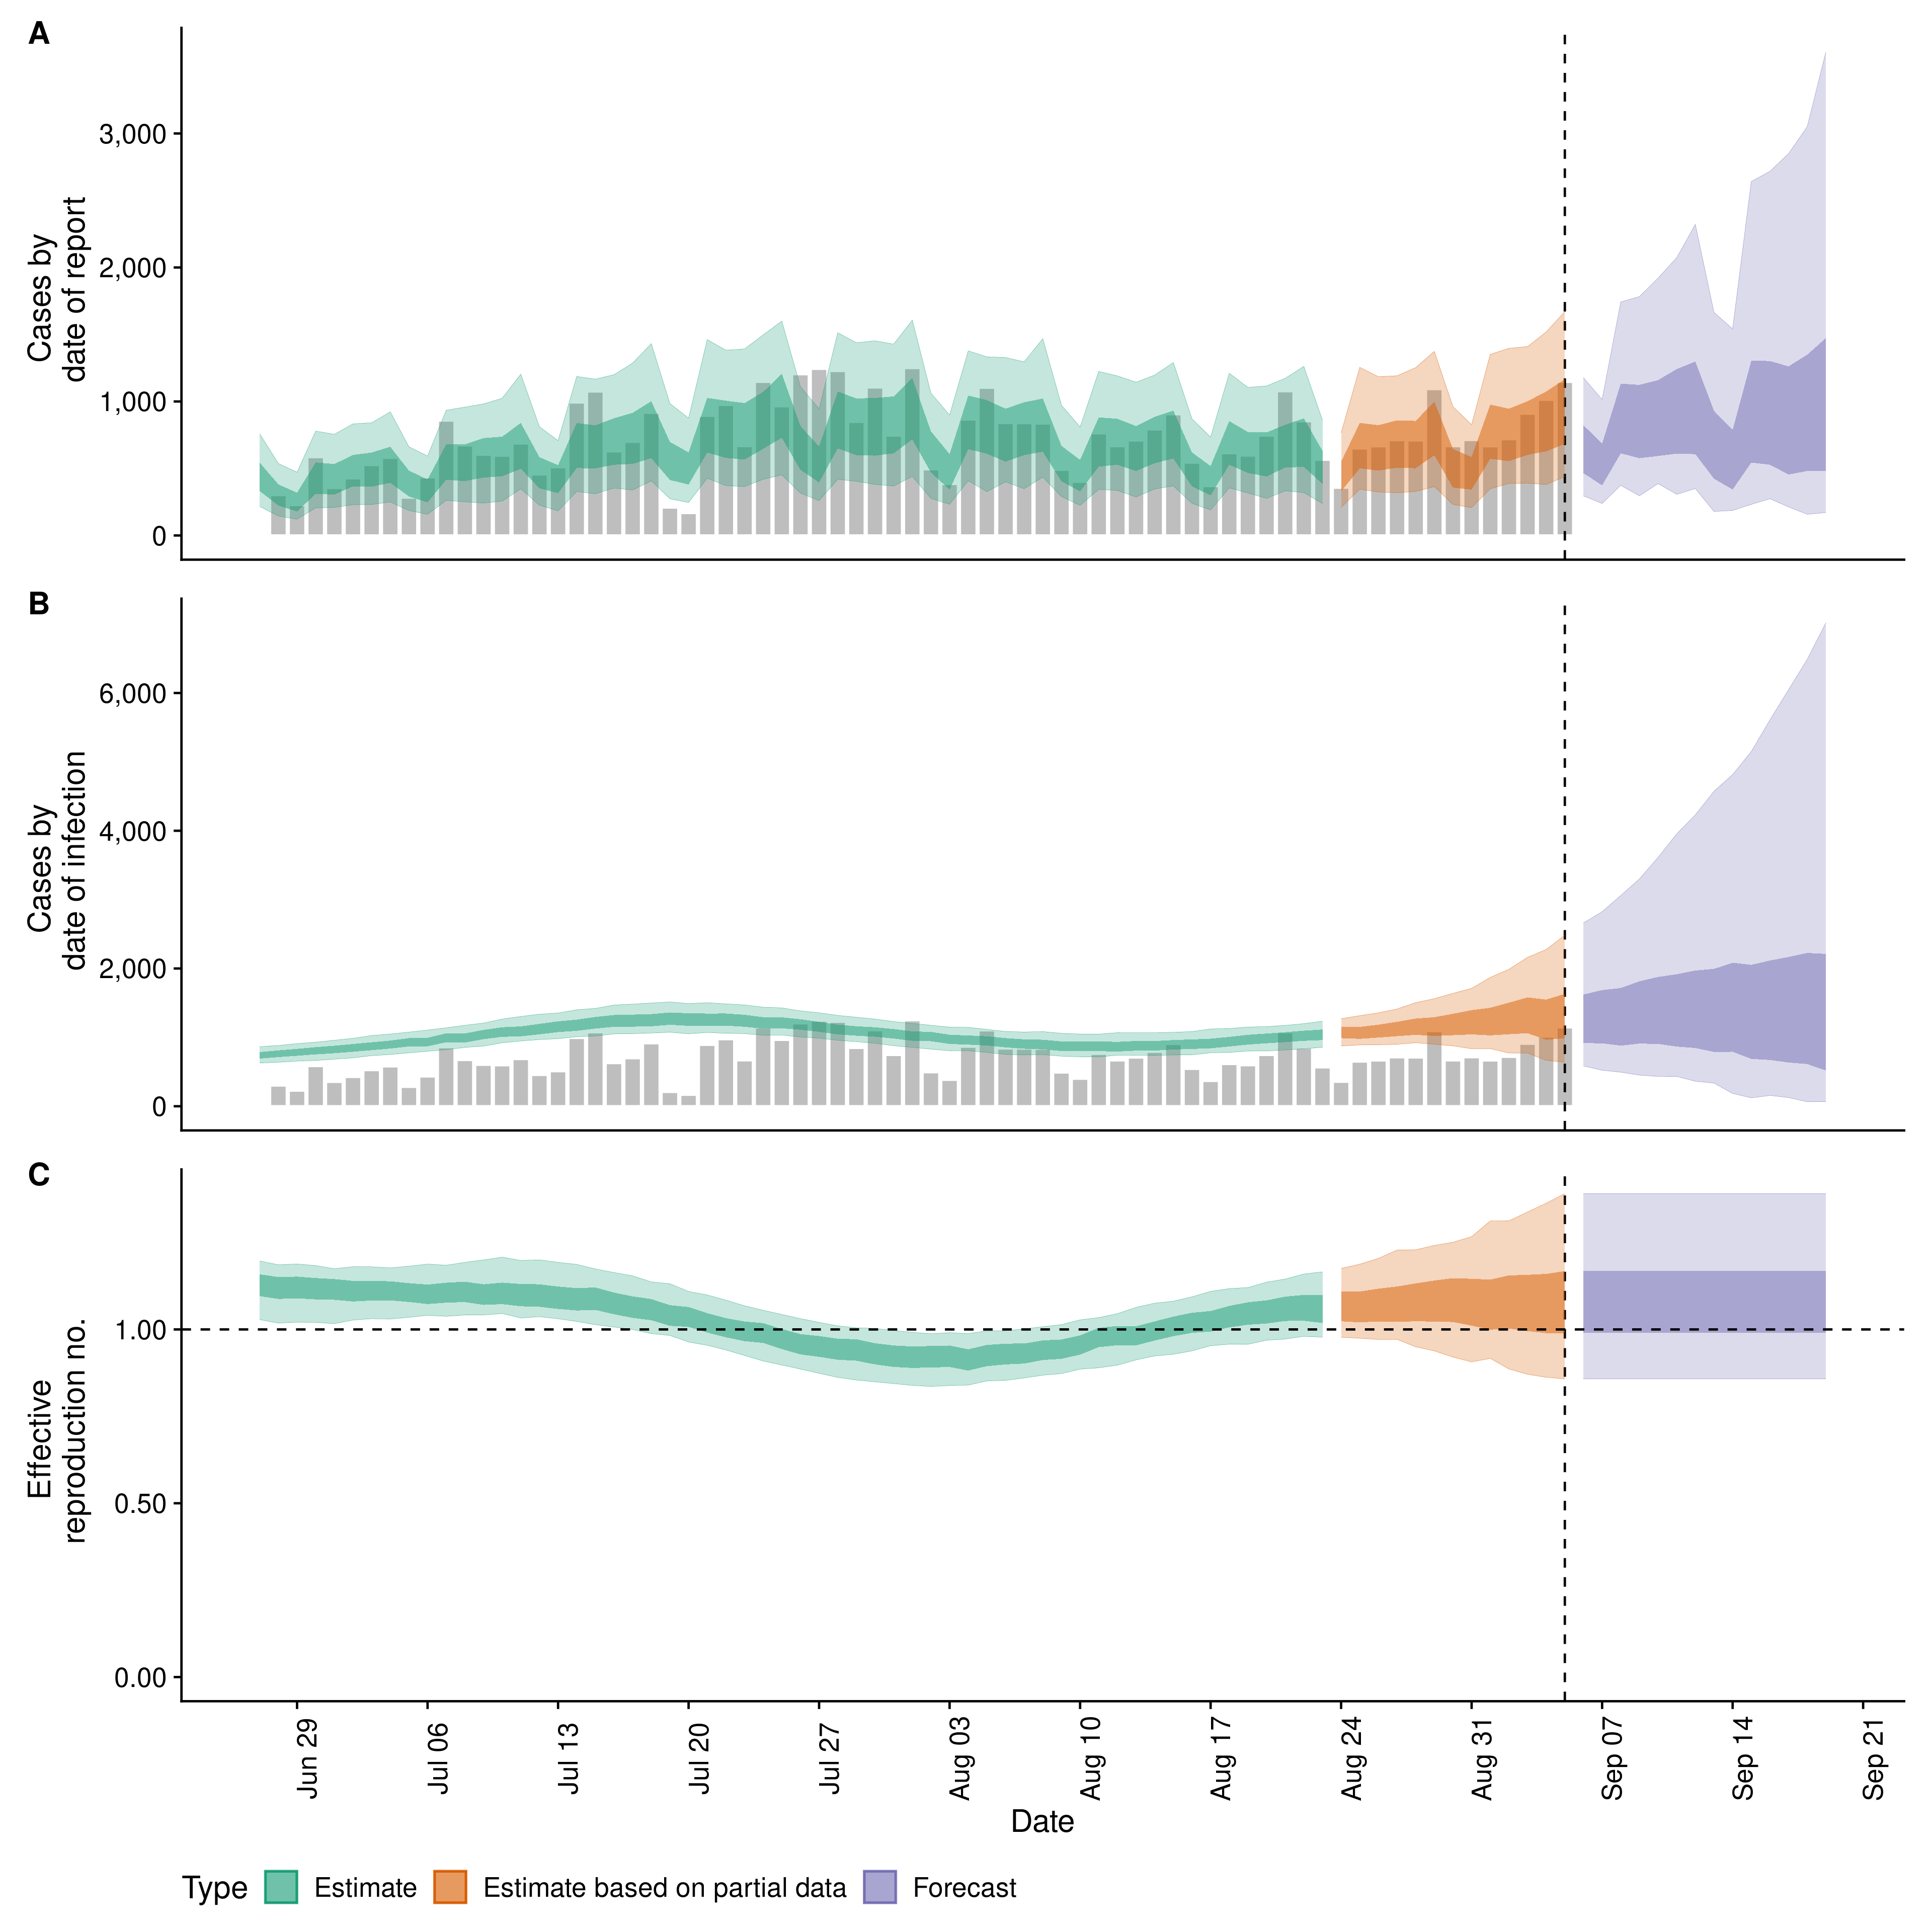 A
Cases by
date of report
3,000
2,000
1,000
0
B
Cases by
date of infection
6,000
4,000
2,000
0
C
Effective
reproduction no.
1.00
0.50
0.00
Jun 29
Jul 06
Jul 13
Jul 20
Jul 27
Aug 03
Aug 10
Aug 17
Aug 24
Aug 31
Sep 07
Sep 14
Sep 21
Date
Type Estimate Estimate based on partial data Forecast